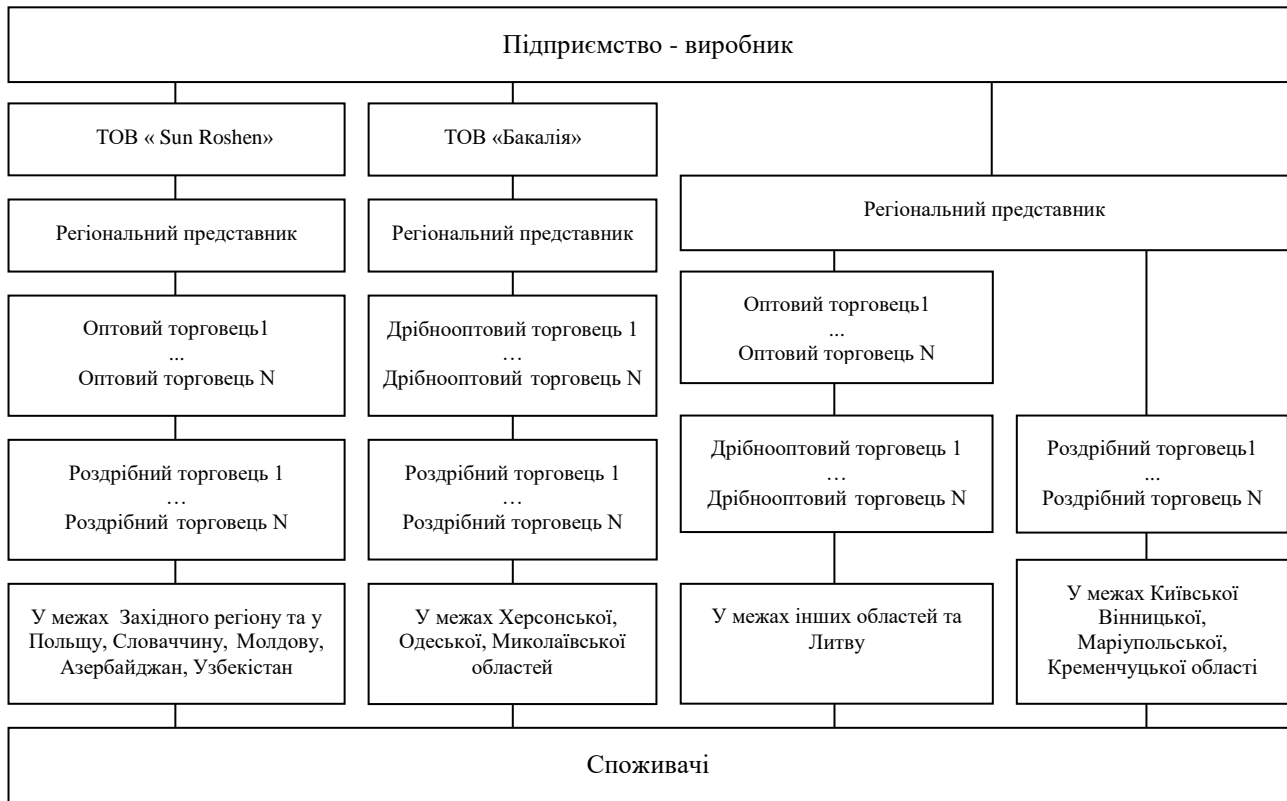 Підприємство - виробник
ТОВ « Sun Roshen»
ТОВ «Бакалія»
Регіональний представник
Регіональний представник
Регіональний представник
Оптовий торговець1
...
Оптовий торговець N
Дрібнооптовий торговець 1
…
Дрібнооптовий торговець N
Оптовий торговець1
...
Оптовий торговець N
Роздрібний торговець 1
…
Роздрібний торговець N
Роздрібний торговець 1
…
Роздрібний торговець N
Дрібнооптовий торговець 1
…
Дрібнооптовий торговець N
Роздрібний торговець1
...
Роздрібний торговець N
У межах Західного регіону та у
Польщу, Словаччину, Молдову,
Азербайджан, Узбекістан
У межах Херсонської,
Одеської, Миколаївської
областей
У межах інших областей та
Литву
У межах Київської
Вінницької,
Маріупольської,
Кременчуцької області
Споживачі